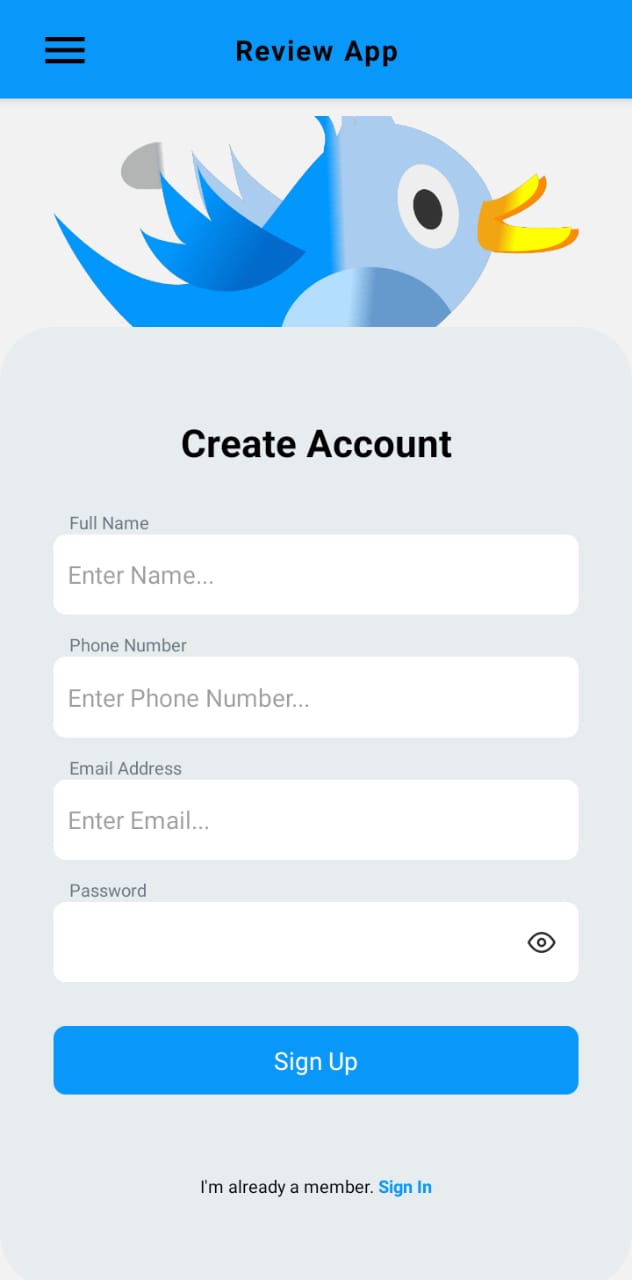 Review App
Create Account
Full Name
Enter Name...
Phone Number
Enter Phone Number...
Email Address
Enter Email...
Password
Sign Up
I'm already a member. Sign In